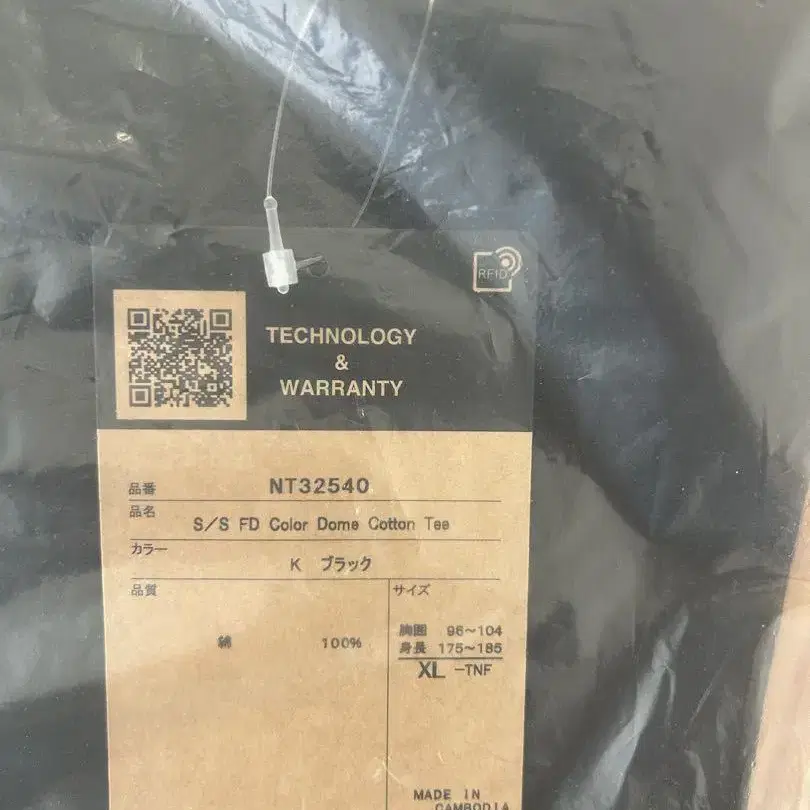 RFID
TECHNOLOGY
&
WARRANTY
品番 NT32540
品名
S/S FD Color Dome Cotton Tee
カラー
K ブラック
品質
綿 100%
サイズ
胸囲 96~104
身長 175~185
XL -TNF
MADE IN
CAMBODIA